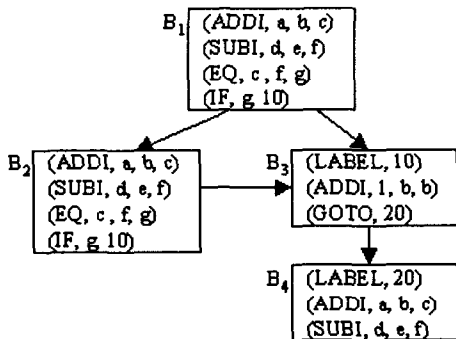 B1 (ADDI, a, b, c)
(SUBI, d, e, f)
(EQ, c , f, g)
(IF, g, 10)
B2 (ADDI, a, b, c)
(SUBI, d, e, f)
(EQ, c , f, g)
(IF, g, 10)
B3 (LABEL, 10)
(ADDI, 1, b, b)
(GOTO, 20)
B4 (LABEL, 20)
(ADDI, a, b, c)
(SUBI, d, e, f)